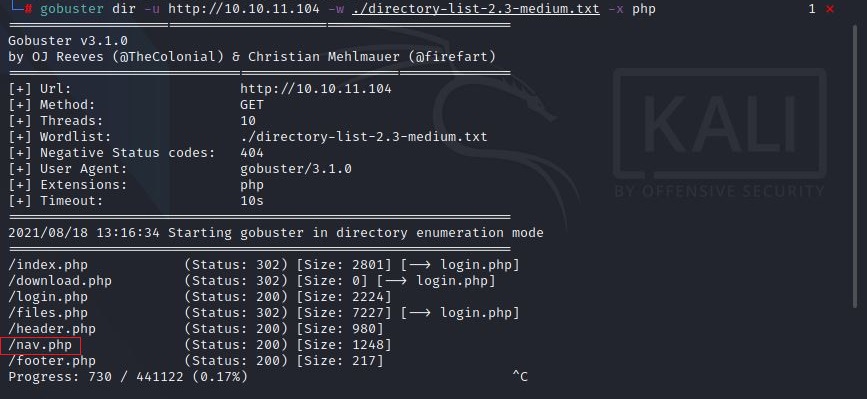 └─# gobuster dir -u http://10.10.11.104 -w ./directory-list-2.3-medium.txt -x php 1 ⨯
===============================================================
Gobuster v3.1.0
by OJ Reeves (@TheColonial) & Christian Mehlmauer (@firefart)
===============================================================
[+] Url: http://10.10.11.104
[+] Method: GET
[+] Threads: 10
[+] Wordlist: ./directory-list-2.3-medium.txt
[+] Negative Status codes: 404
[+] User Agent: gobuster/3.1.0
[+] Extensions: php
[+] Timeout: 10s
===============================================================
2021/08/18 13:16:34 Starting gobuster in directory enumeration mode
===============================================================
/index.php (Status: 302) [Size: 2801] [--> login.php]
/download.php (Status: 302) [Size: 0] [--> login.php]
/login.php (Status: 200) [Size: 2224]
/files.php (Status: 302) [Size: 7227] [--> login.php]
/header.php (Status: 200) [Size: 980]
/nav.php (Status: 200) [Size: 1248]
/footer.php (Status: 200) [Size: 217]
Progress: 730 / 441122 (0.17%) ^C
KALI
BY OFFENSIVE SECURITY